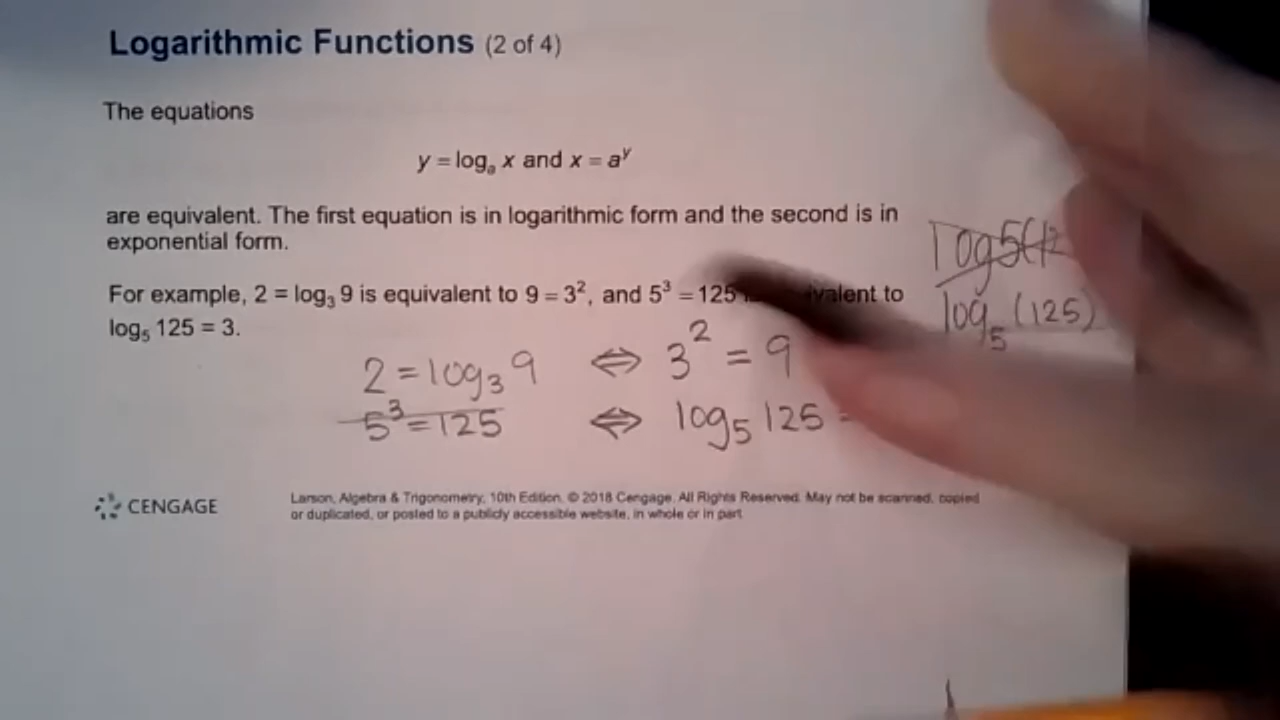 Logarithmic Functions (2 of 4)
The equations
y = logₐ x and x = aʸ
are equivalent. The first equation is in logarithmic form and the second is in
exponential form.
For example, 2 = log₃ 9 is equivalent to 9 = 3², and 5³ = 125 to
log₅ 125 = 3.
log5(12
log₅ (125)
2 = log₃ 9 ⇔ 3² = 9
5³ = 125 ⇔ log₅ 125 =
CENGAGE
Larson, Algebra & Trigonometry, 10th Edition. © 2018 Cengage. All Rights Reserved. May not be scanned, copied
or duplicated, or posted to a publicly accessible website, in whole or in part